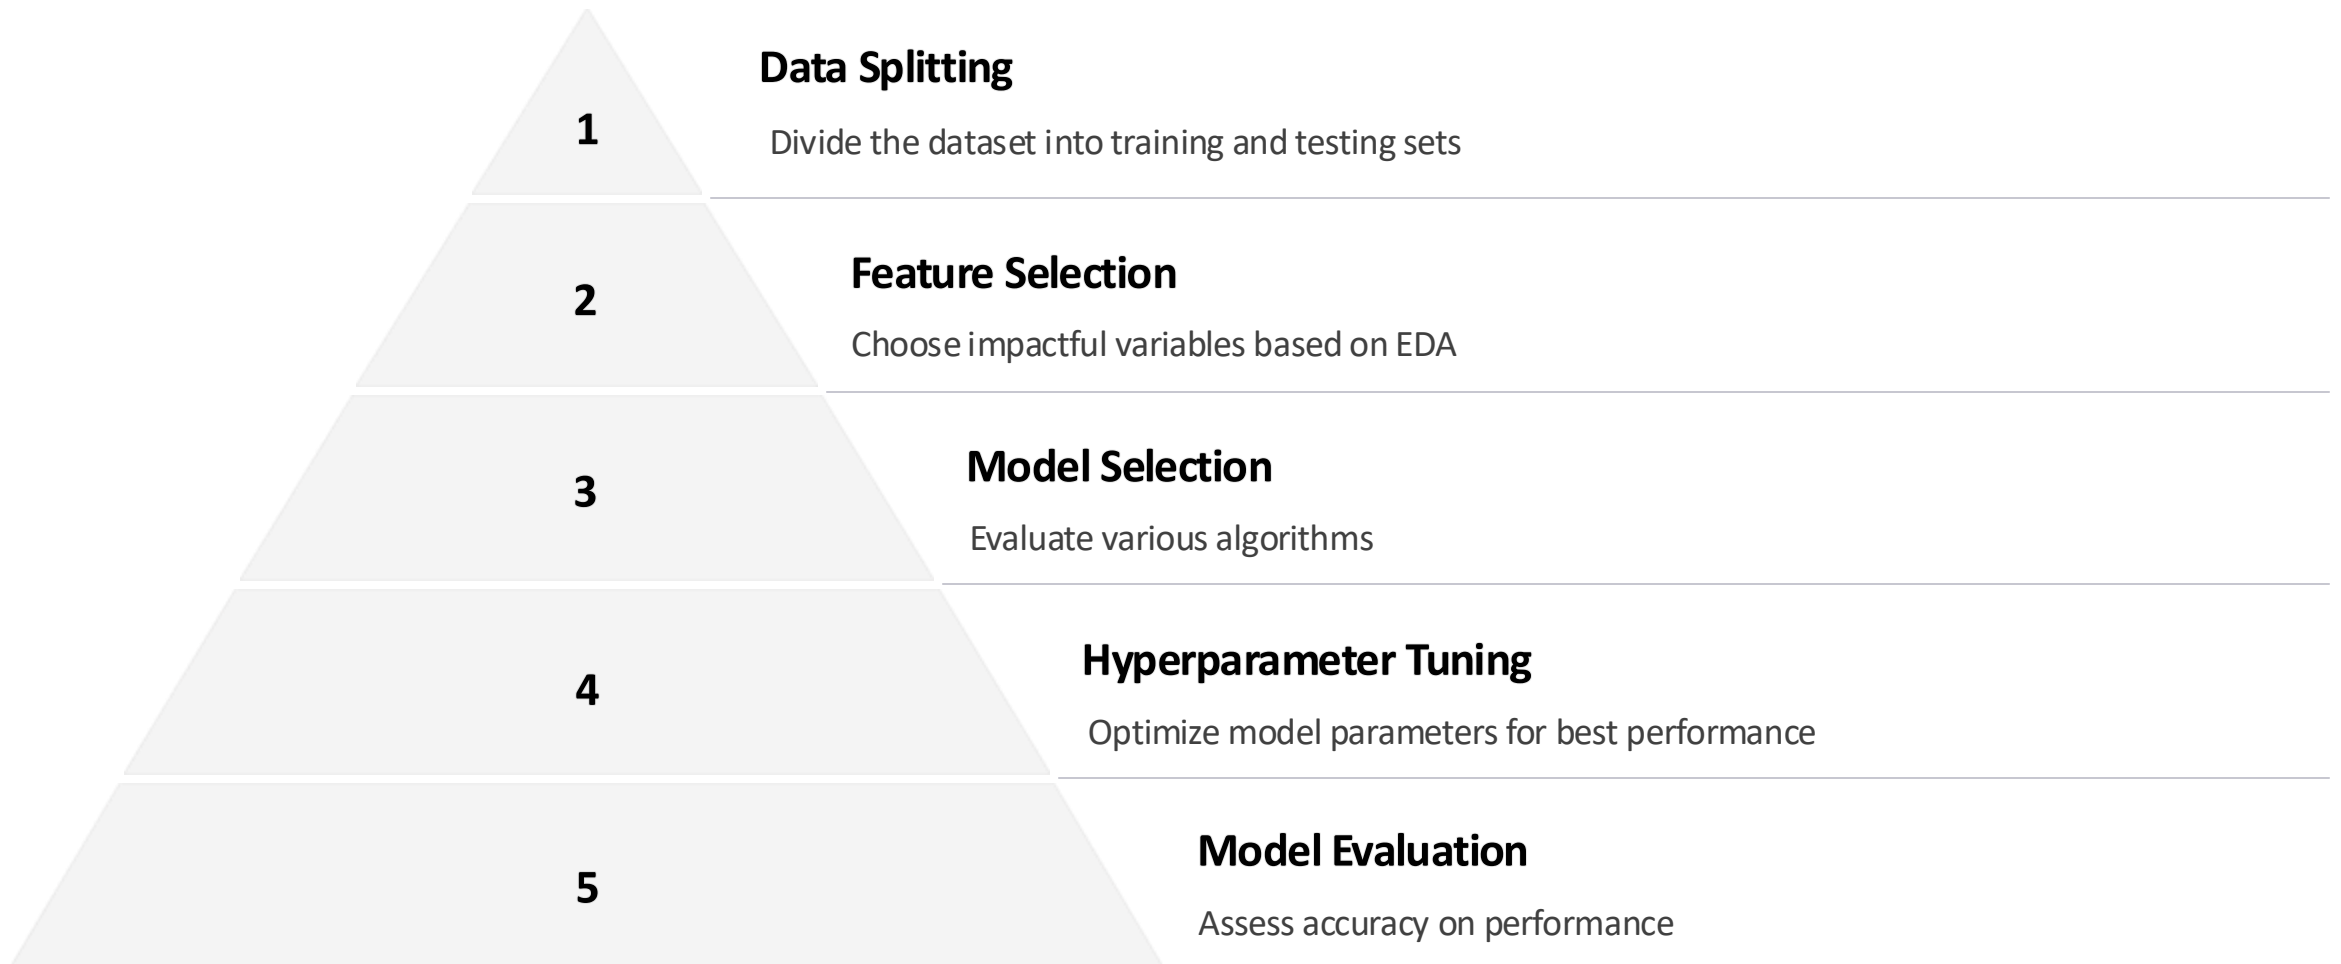 1
Data Splitting
Divide the dataset into training and testing sets
2
Feature Selection
Choose impactful variables based on EDA
3
Model Selection
Evaluate various algorithms
4
Hyperparameter Tuning
Optimize model parameters for best performance
5
Model Evaluation
Assess accuracy on performance